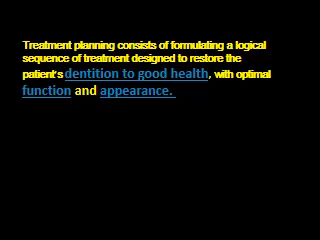 Treatment planning consists of formulating a logical
sequence of treatment designed to restore the
patient's dentition to good health, with optimal
function and appearance.